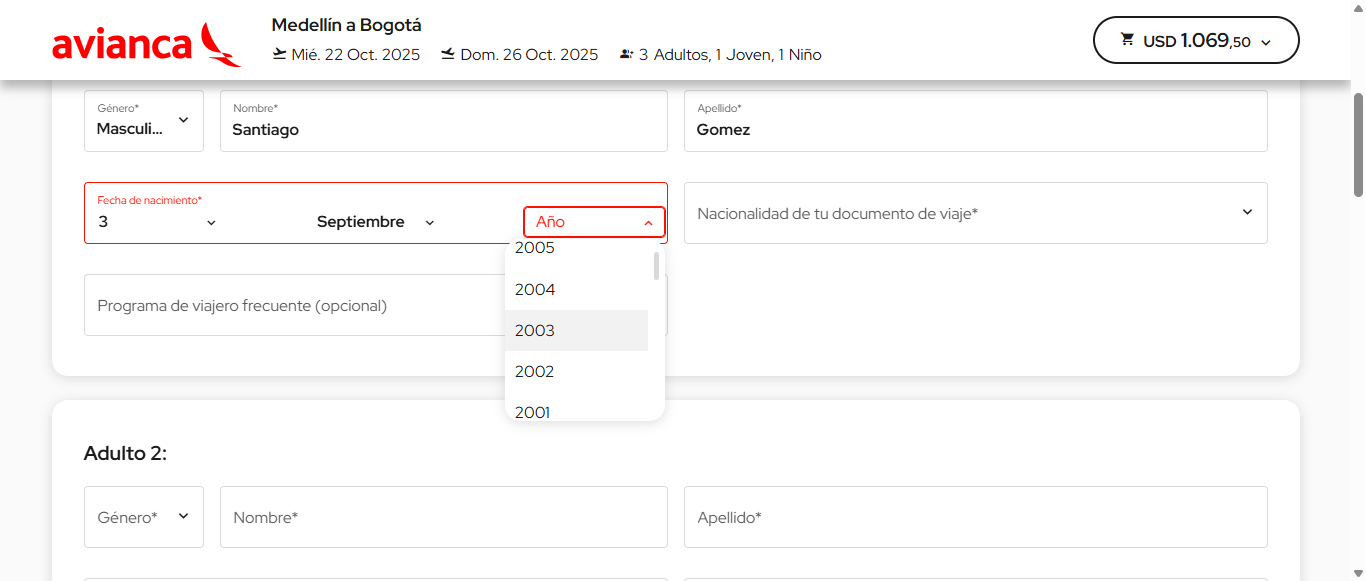 avianca
Medellín a Bogotá
Mié. 22 Oct. 2025 Dom. 26 Oct. 2025 3 Adultos, 1 Joven, 1 Niño
USD 1.069,50
Género*
Masculi...
Nombre*
Santiago
Apellido*
Gomez
Fecha de nacimiento*
3 Septiembre Año
Nacionalidad de tu documento de viaje*
2005
2004
2003
2002
2001
Programa de viajero frecuente (opcional)
Adulto 2:
Género* Nombre* Apellido*